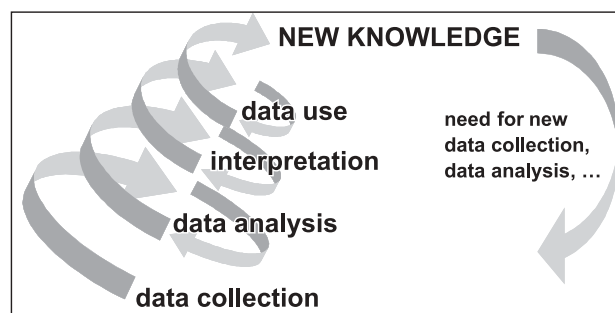 NEW KNOWLEDGE
data use
interpretation
data analysis
data collection
need for new
data collection,
data analysis, ...